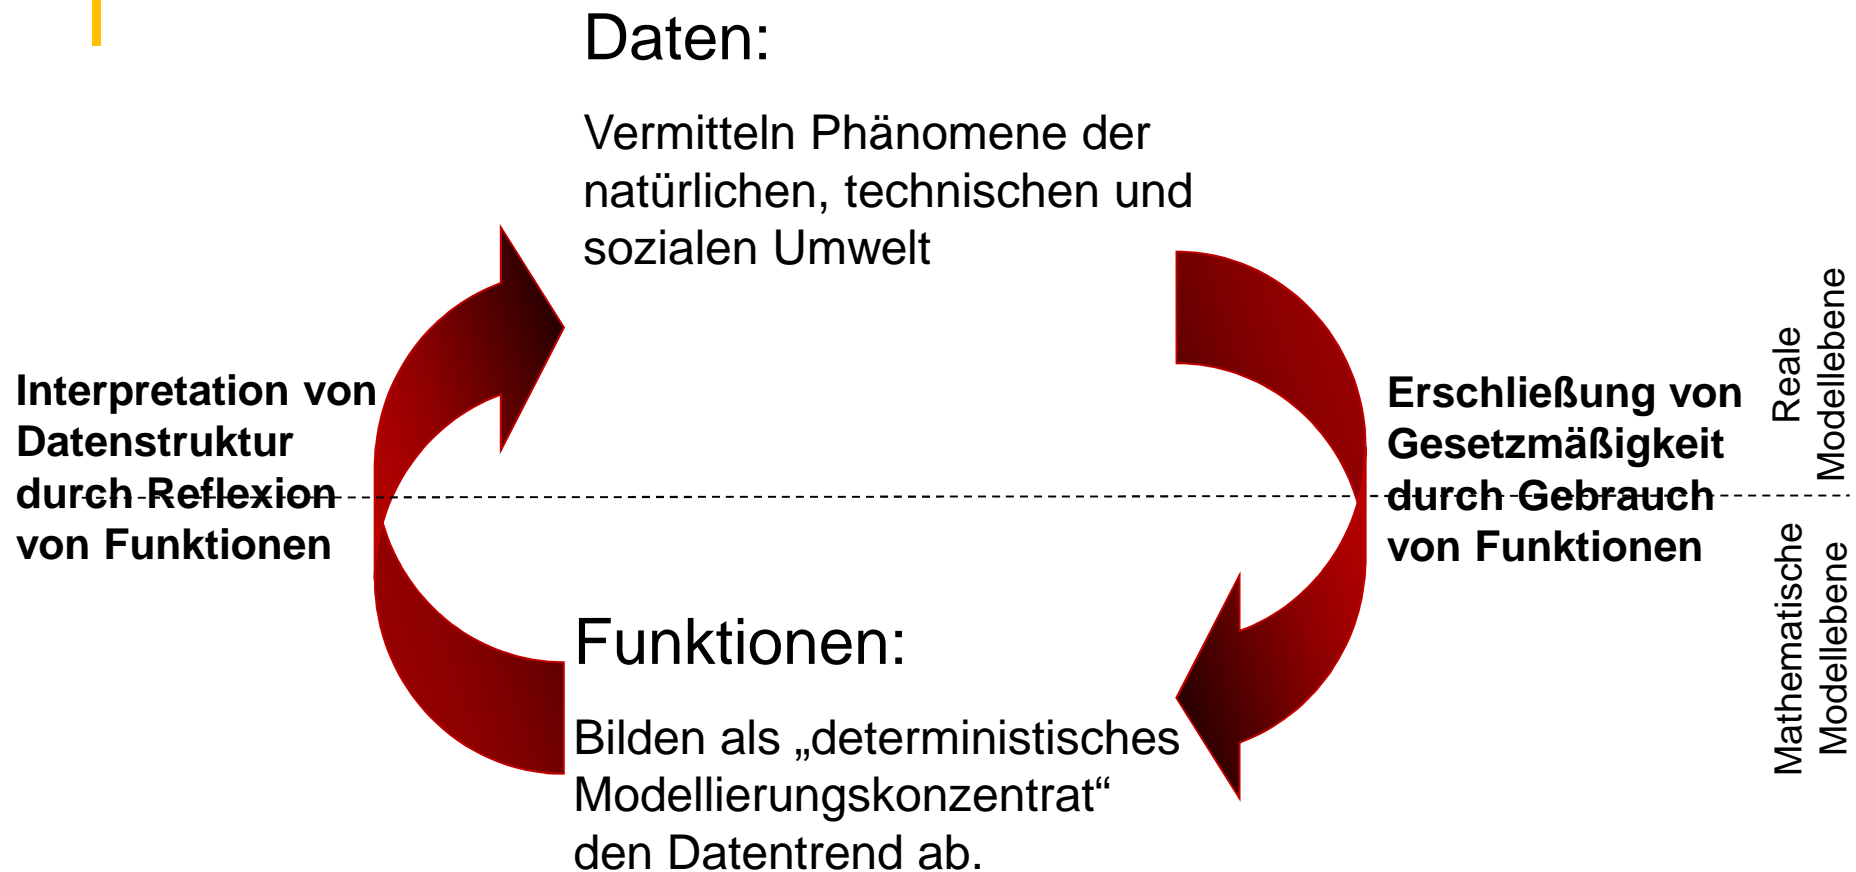 Daten:
Vermitteln Phänomene der
natürlichen, technischen und
sozialen Umwelt
Interpretation von
Datenstruktur
durch Reflexion
von Funktionen
Erschließung von
Gesetzmäßigkeit
durch Gebrauch
von Funktionen
Reale
Modellebene
Mathematische
Modellebene
Funktionen:
Bilden als „deterministisches
Modellierungskonzentrat“
den Datentrend ab.